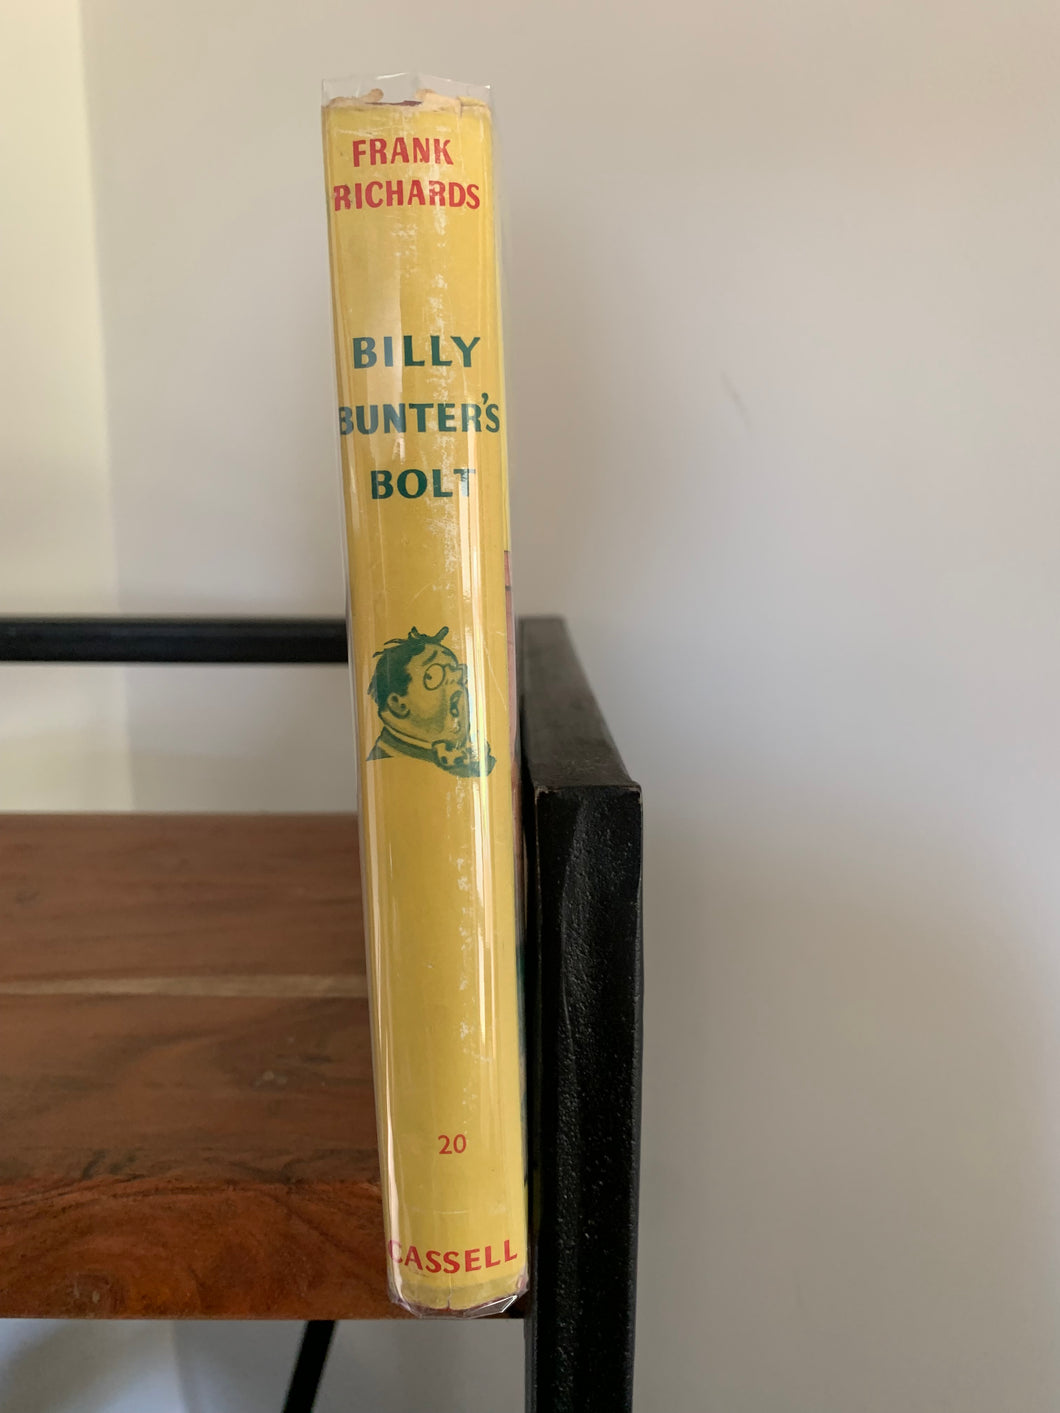 FRANK
RICHARDS
BILLY
BUNTER'S
BOLT
20
CASSELL